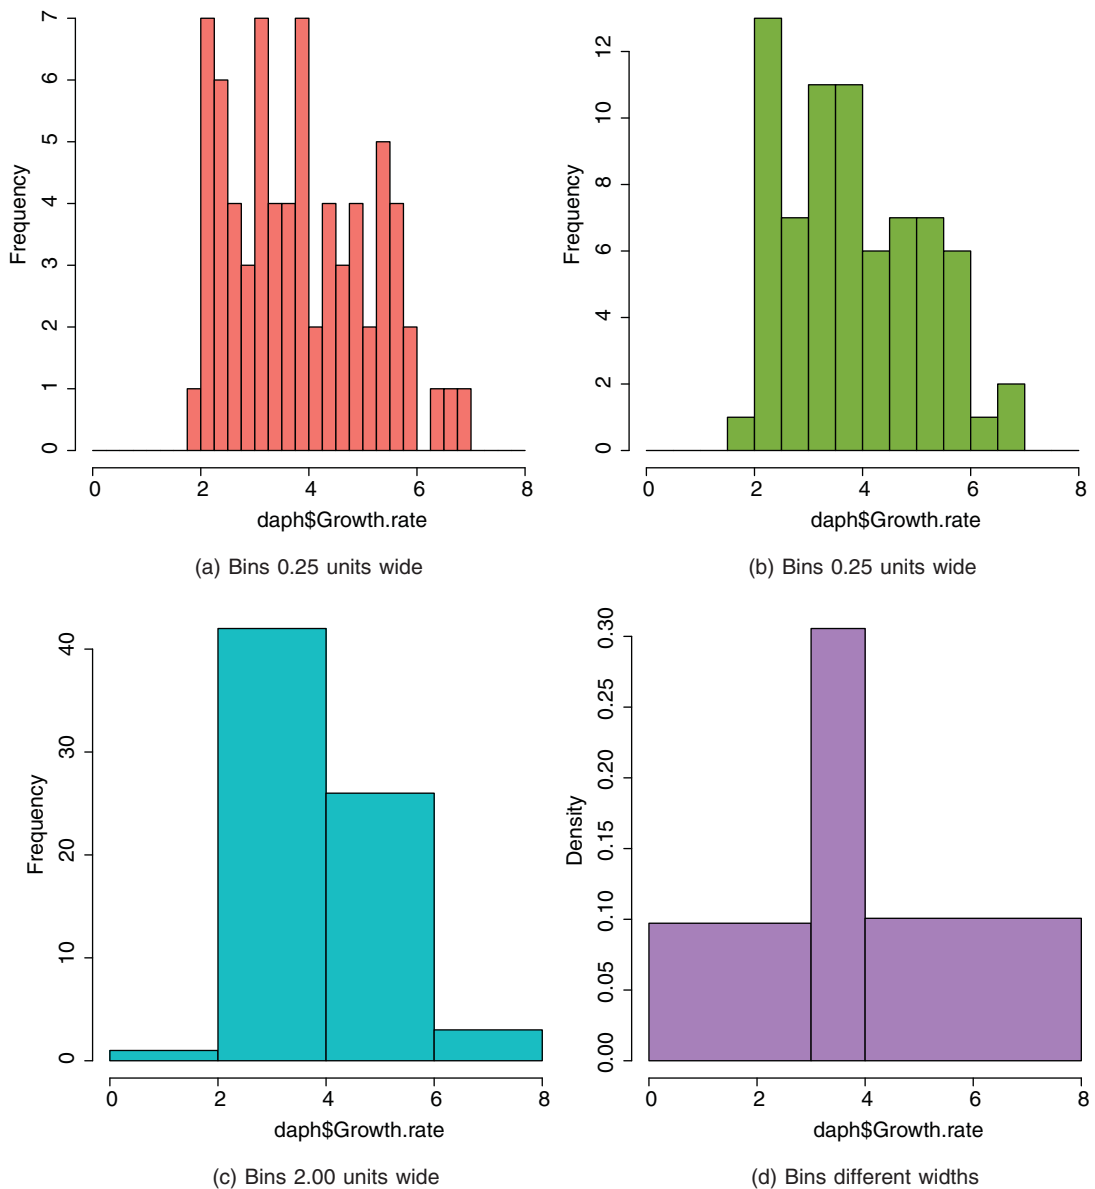 Frequency
7
6
5
4
3
2
1
0
0 2 4 6 8
daph$Growth.rate
(a) Bins 0.25 units wide
Frequency
12
10
8
6
4
2
0
0 2 4 6 8
daph$Growth.rate
(b) Bins 0.25 units wide
Frequency
40
30
20
10
0
0 2 4 6 8
daph$Growth.rate
(c) Bins 2.00 units wide
Density
0.30
0.25
0.20
0.15
0.10
0.05
0.00
0 2 4 6 8
daph$Growth.rate
(d) Bins different widths